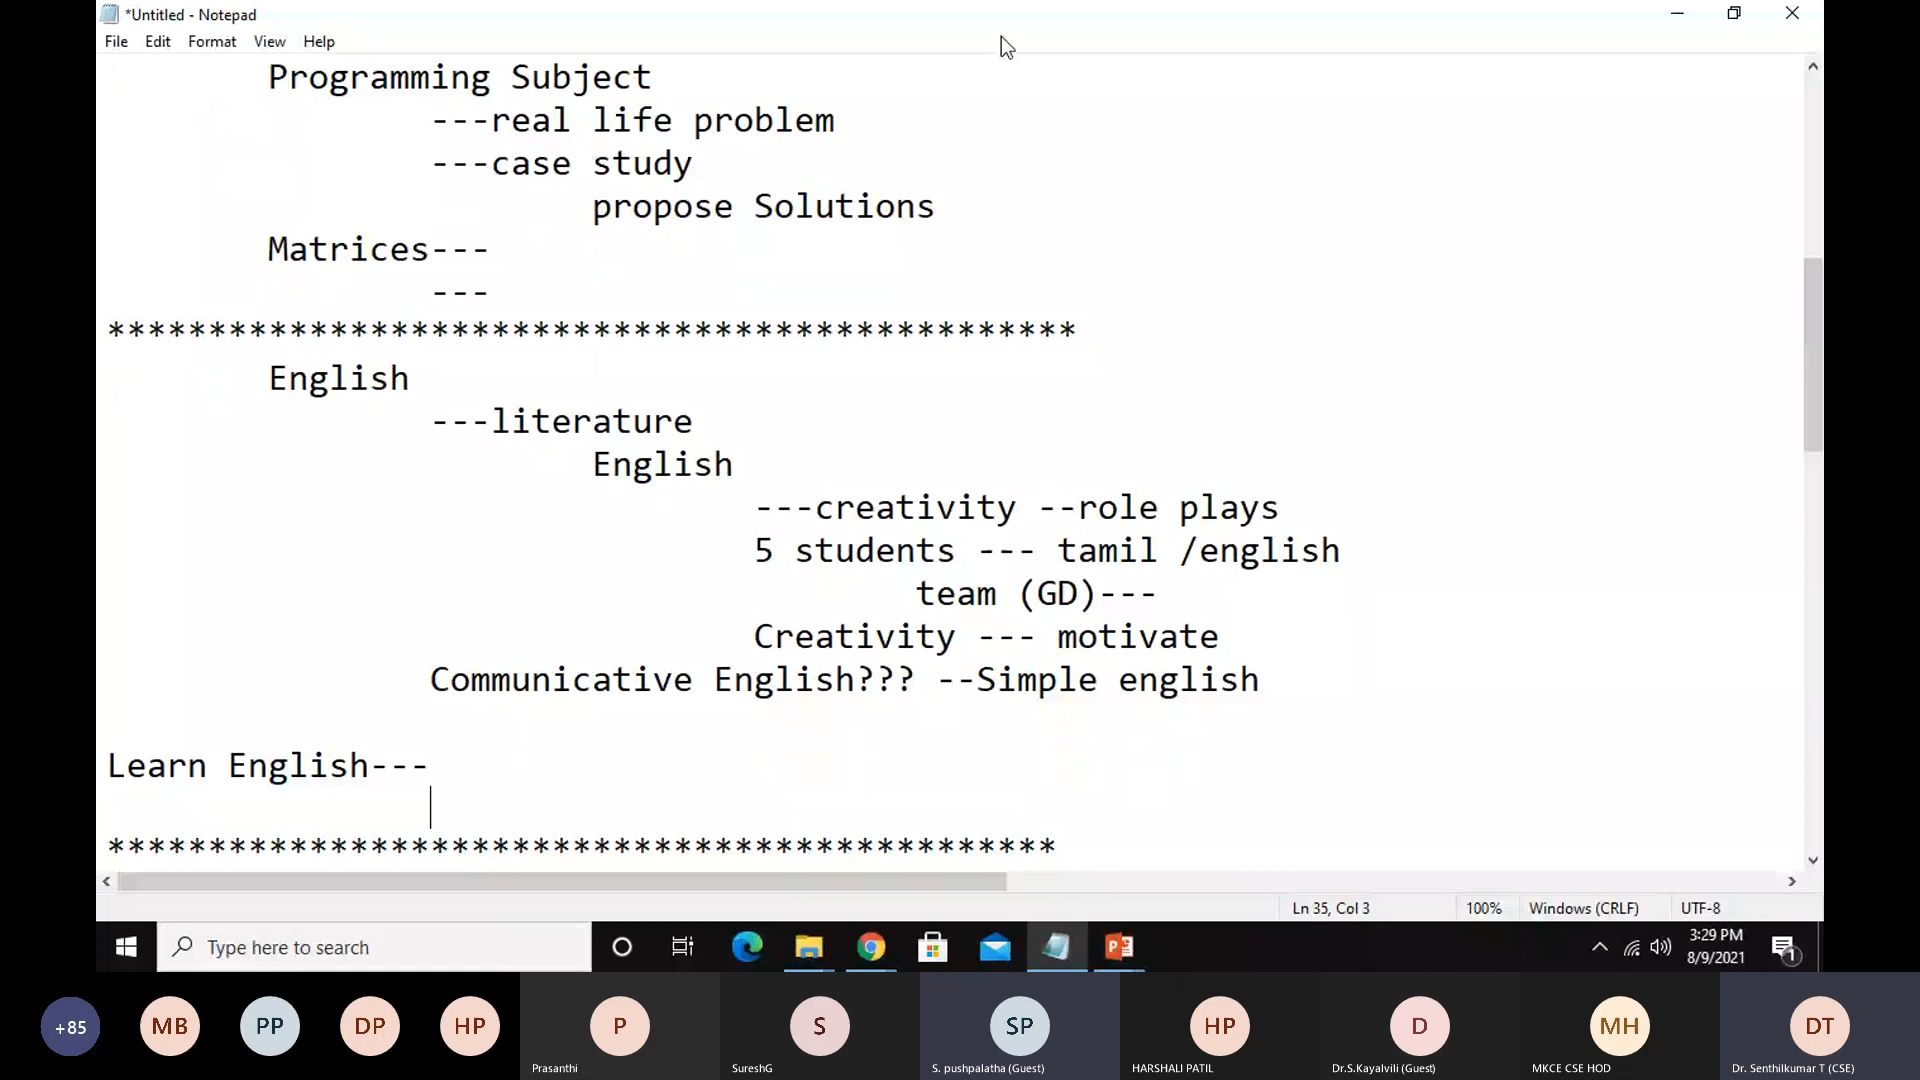 *Untitled - Notepad
File Edit Format View Help
Programming Subject
---real life problem
---case study
propose Solutions
Matrices---
---
************************************************
English
---literature
English
---creativity --role plays
5 students --- tamil /english
team (GD)---
Creativity --- motivate
Communicative English??? --Simple english
Learn English---
***********************************************
Ln 35, Col 3 100% Windows (CRLF) UTF-8
Type here to search
3:29 PM
8/9/2021
1
+85 MB PP DP HP P S SP HP D MH DT
Prasanthi SureshG S. pushpalatha (Guest) HARSHALI PATIL Dr.S.Kayalvili (Guest) MKCE CSE HOD Dr. Senthilkumar T (CSE)